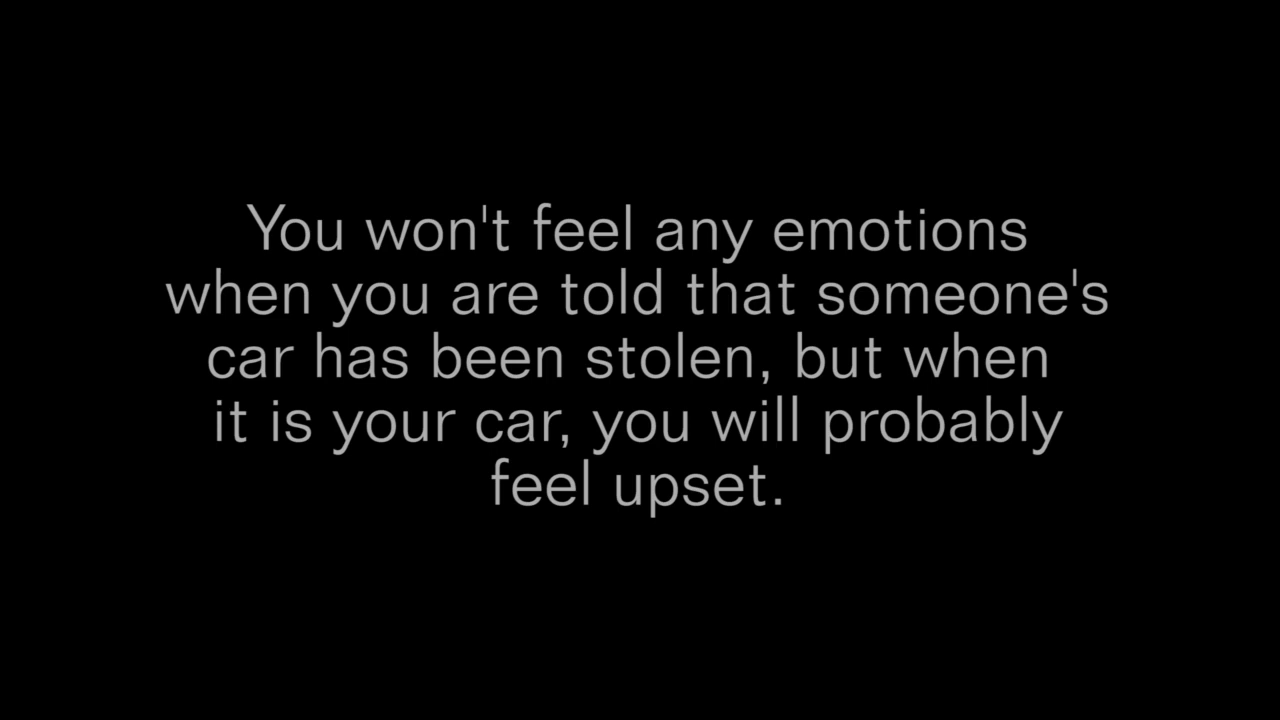 You won't feel any emotions
when you are told that someone's
car has been stolen, but when
it is your car, you will probably
feel upset.